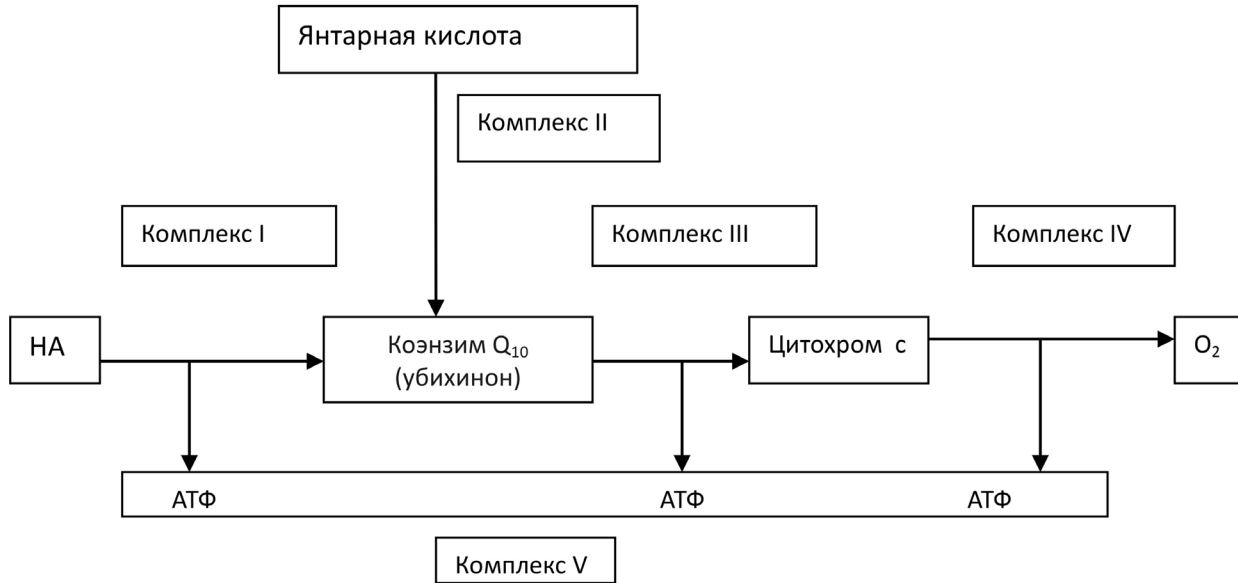 Янтарная кислота
Комплекс II
Комплекс I
Комплекс III
Комплекс IV
НА
Коэнзим Q₁₀
(убихинон)
Цитохром с
O₂
АТФ АТФ АТФ
Комплекс V